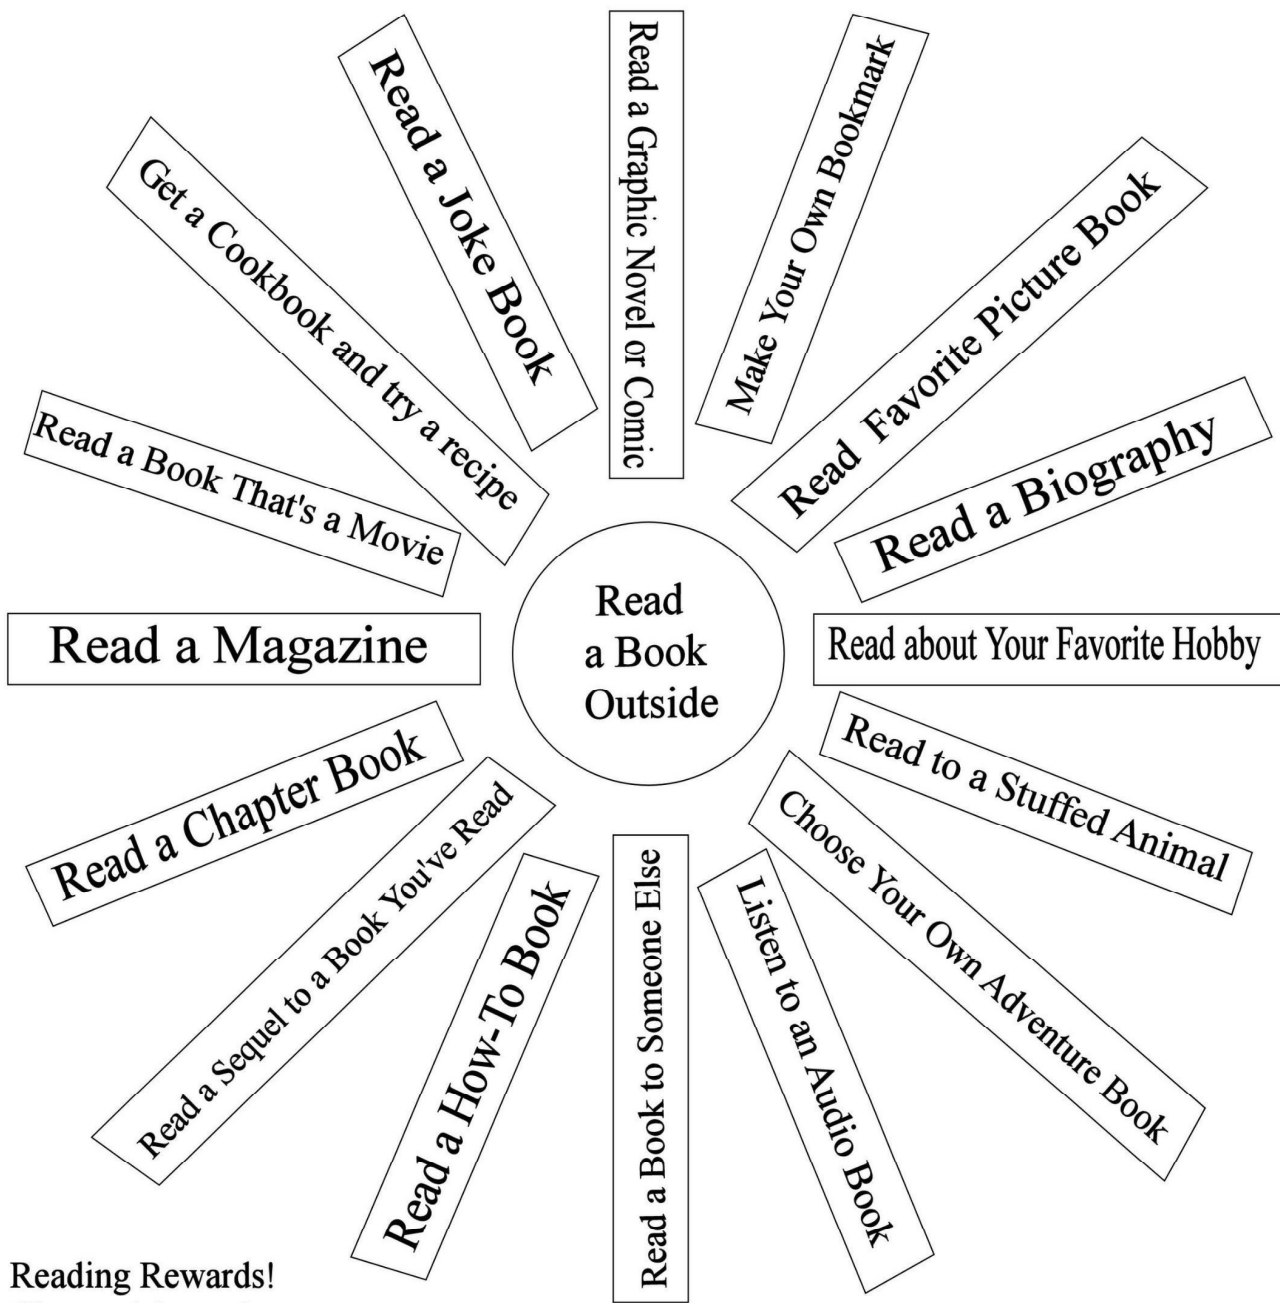 Read a Graphic Novel or Comic
Make Your Own Bookmark
Read Favorite Picture Book
Read a Biography
Read about Your Favorite Hobby
Read to a Stuffed Animal
Choose Your Own Adventure Book
Listen to an Audio Book
Read a Book to Someone Else
Read a How-To Book
Read a Sequel to a Book You've Read
Read a Chapter Book
Read a Magazine
Read a Book That's a Movie
Get a Cookbook and try a recipe
Read a Joke Book
Read
a Book
Outside
Reading Rewards!